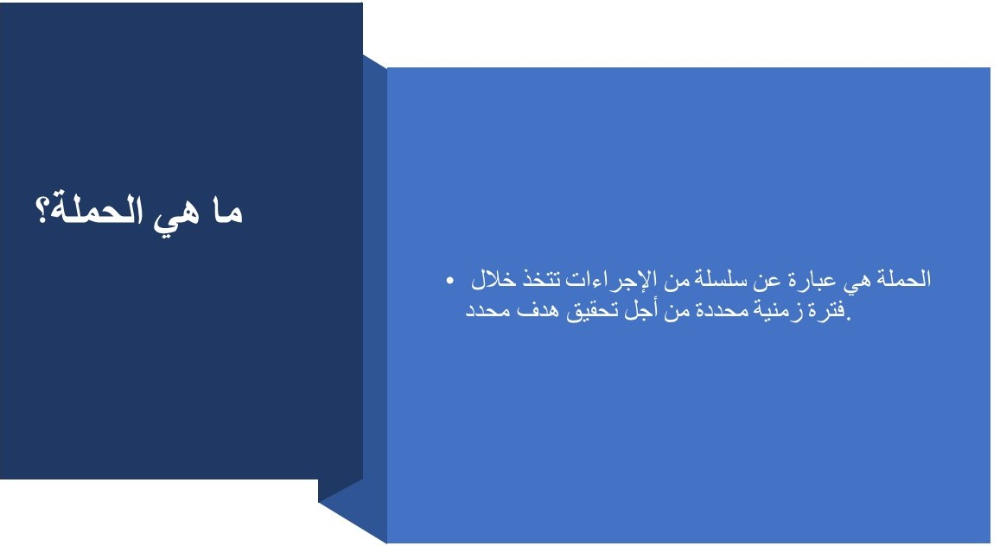 ما هي الحملة؟
• الحملة هي عبارة عن سلسلة من الإجراءات تتخذ خلال
فترة زمنية محددة من أجل تحقيق هدف محدد.